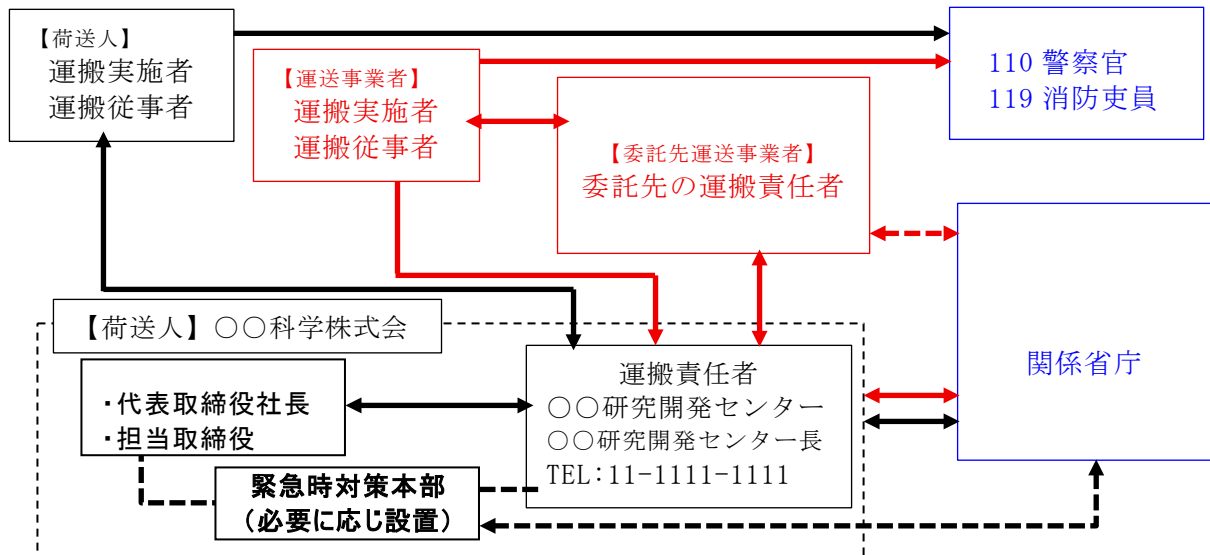 【荷送人】
運搬実施者
運搬従事者
【運送事業者】
運搬実施者
運搬従事者
【委託先運送事業者】
委託先の運搬責任者
110 警察官
119 消防吏員
関係省庁
【荷送人】〇〇科学株式会
・代表取締役社長
・担当取締役
運搬責任者
〇〇研究開発センター
〇〇研究開発センター長
TEL:11-1111-1111
緊急時対策本部
（必要に応じ設置）